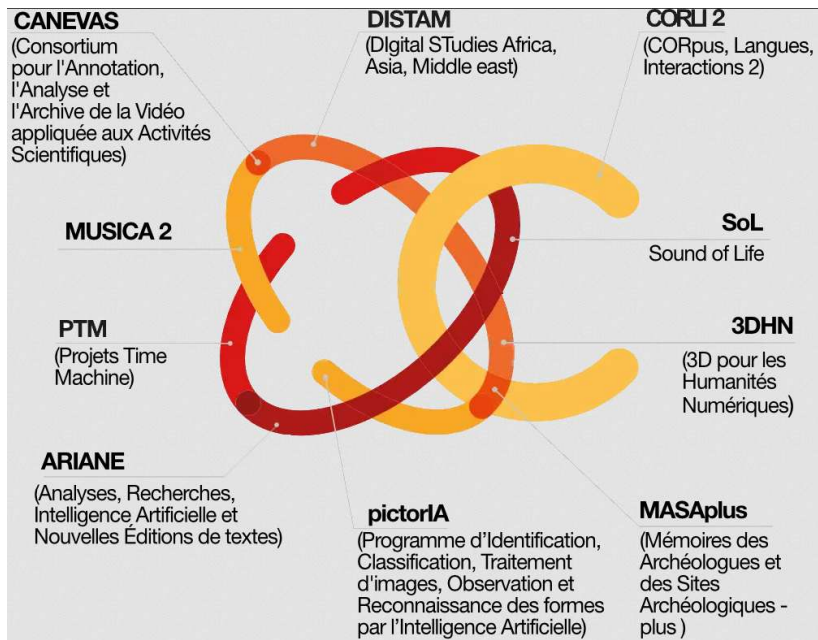 CANEVAS
(Consortium
pour l'Annotation,
l'Analyse et
l'Archive de la Vidéo
appliquée aux Activités
Scientifiques)
DISTAM
(DIgital STudies Africa,
Asia, Middle east)
CORLI 2
(CORpus, Langues,
Interactions 2)
MUSICA 2
SoL
Sound of Life
PTM
(Projets Time
Machine)
3DHN
(3D pour les
Humanités
Numériques)
ARIANE
(Analyses, Recherches,
Intelligence Artificielle et
Nouvelles Éditions de textes)
pictorIA
(Programme d’Identification,
Classification, Traitement
d'images, Observation et
Reconnaissance des formes
par l’Intelligence Artificielle)
MASAplus
(Mémoires des
Archéologues et
des Sites
Archéologiques -
plus )